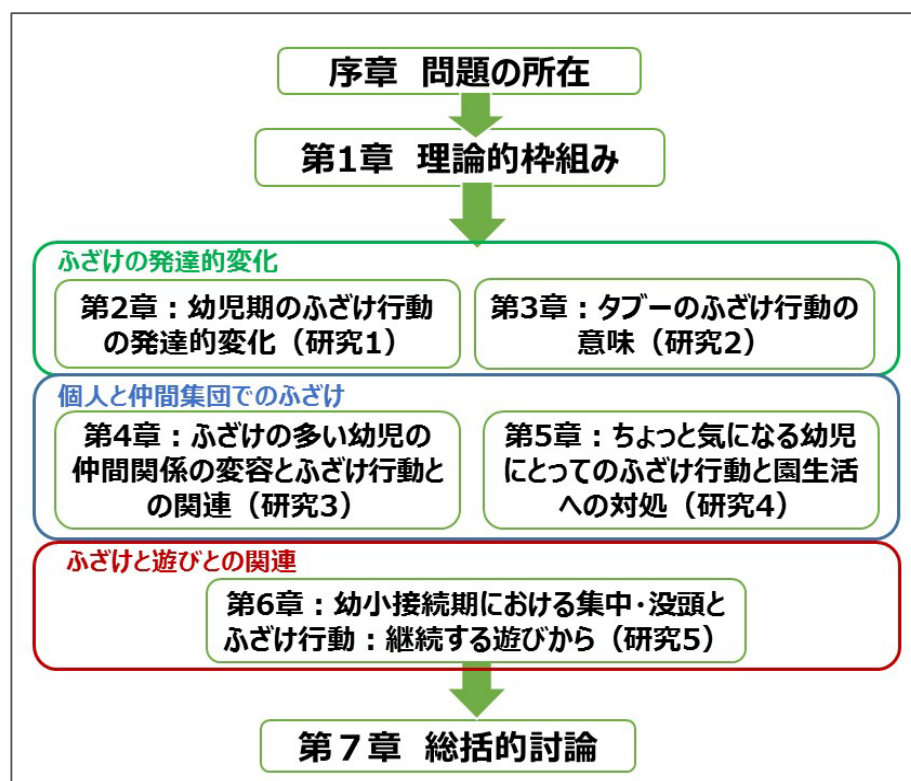 序章 問題の所在
第1章 理論的枠組み
ふざけの発達的変化
第2章：幼児期のふざけ行動
の発達的変化（研究1）
第3章：タブーのふざけ行動の
意味（研究2）
個人と仲間集団でのふざけ
第4章：ふざけの多い幼児の
仲間関係の変容とふざけ行動と
の関連（研究3）
第5章：ちょっと気になる幼児
にとってのふざけ行動と園生活
への対処（研究4）
ふざけと遊びとの関連
第6章：幼小接続期における集中・没頭と
ふざけ行動：継続する遊びから（研究5）
第７章 総括的討論